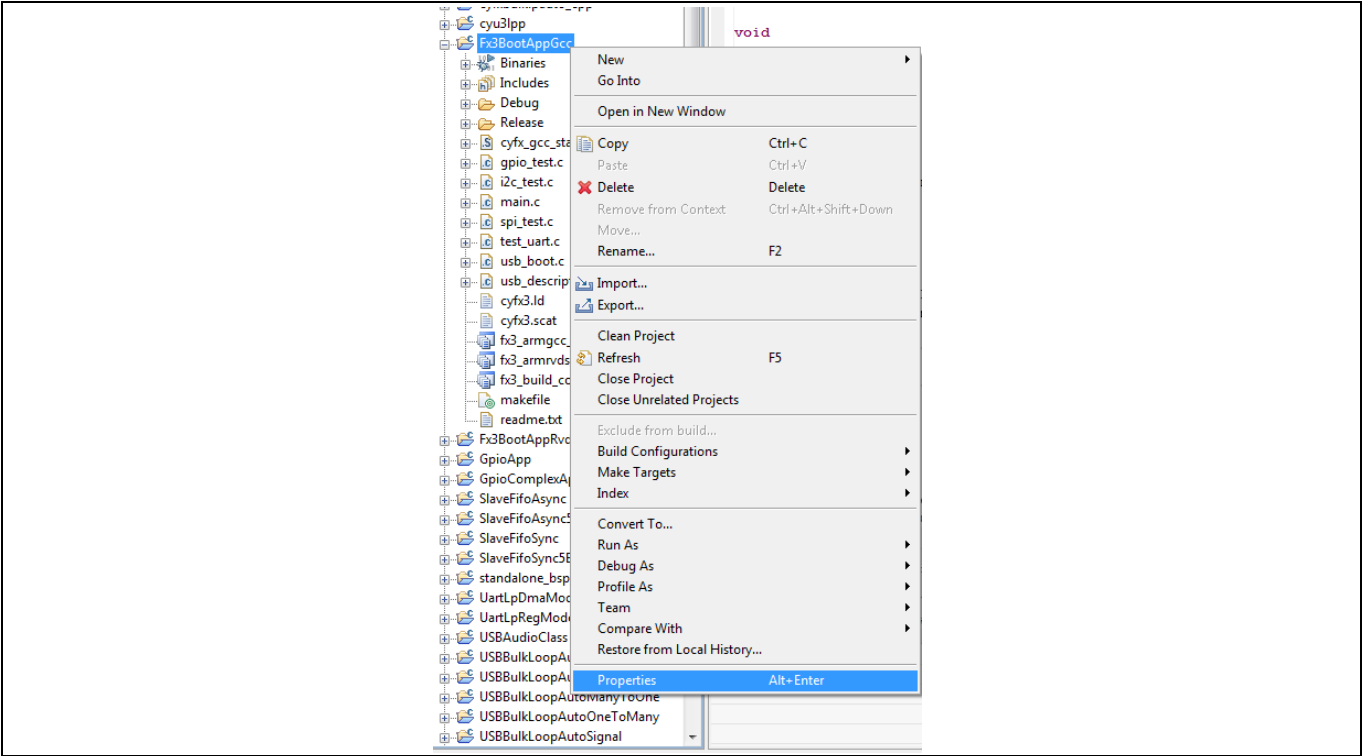 cyu3lpp
void
Fx3BootAppGcc
Binaries
Includes
Debug
Release
cyfx_gcc_sta
gpio_test.c
i2c_test.c
main.c
spi_test.c
test_uart.c
usb_boot.c
usb_descrip
cyfx3.ld
cyfx3.scat
fx3_armgcc_
fx3_armrvds
fx3_build_co
makefile
readme.txt
Fx3BootAppRvd
GpioApp
GpioComplexAp
SlaveFifoAsync
SlaveFifoAsync5
SlaveFifoSync
SlaveFifoSync5B
standalone_bsp
UartLpDmaMod
UartLpRegMode
USBAudioClass
USBBulkLoopAu
USBBulkLoopAu
USBBulkLoopAutoManyToOne
USBBulkLoopAutoOneToMany
USBBulkLoopAutoSignal
New
Go Into
Open in New Window
Copy Ctrl+C
Paste Ctrl+V
Delete Delete
Remove from Context Ctrl+Alt+Shift+Down
Move...
Rename... F2
Import...
Export...
Clean Project
Refresh F5
Close Project
Close Unrelated Projects
Exclude from build...
Build Configurations
Make Targets
Index
Convert To...
Run As
Debug As
Profile As
Team
Compare With
Restore from Local History...
Properties Alt+Enter